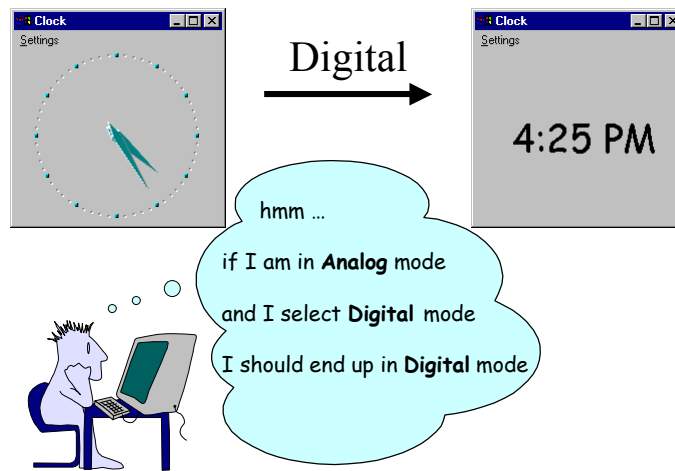 Clock
Settings
Digital
Clock
Settings
4:25 PM
hmm …
if I am in Analog mode
and I select Digital mode
I should end up in Digital mode